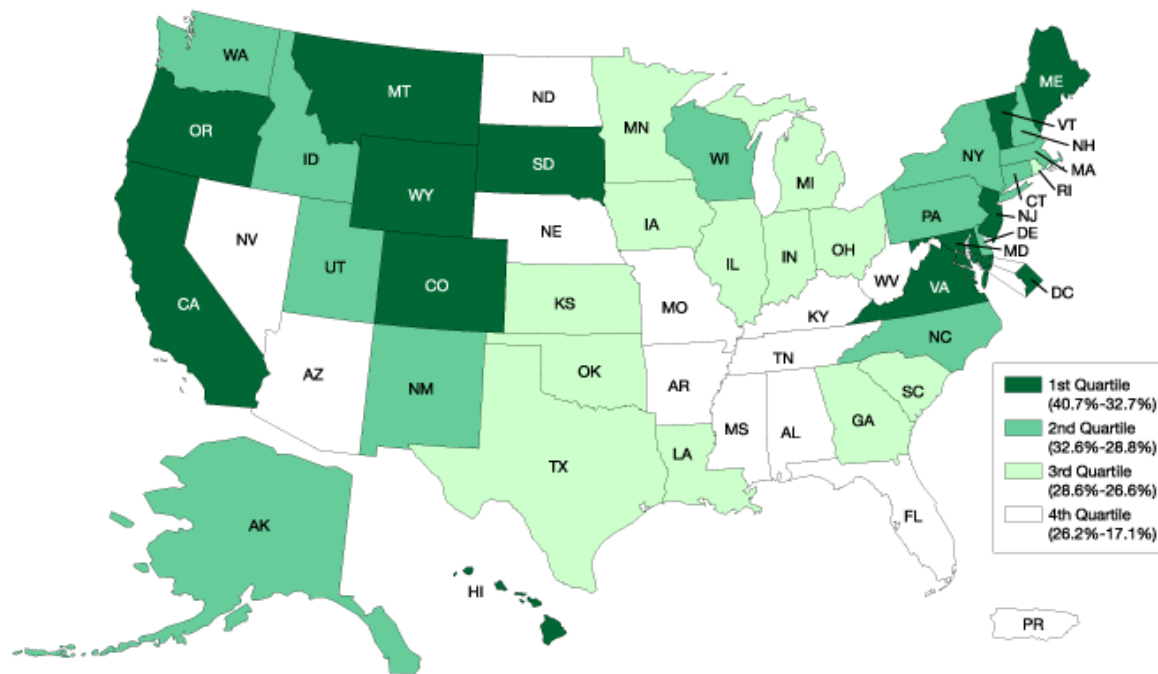 WA
MT
ND
MN
ME
VT
NH
MA
RI
CT
NJ
DE
MD
DC
OR
ID
WY
SD
WI
MI
NY
PA
NV
UT
CO
NE
IA
IL
IN
OH
WV
VA
CA
AZ
NM
KS
MO
KY
NC
TN
OK
AR
SC
MS
AL
GA
TX
LA
FL
AK
HI
PR
1st Quartile
(40.7%-32.7%)
2nd Quartile
(32.6%-28.8%)
3rd Quartile
(28.6%-26.6%)
4th Quartile
(26.2%-17.1%)